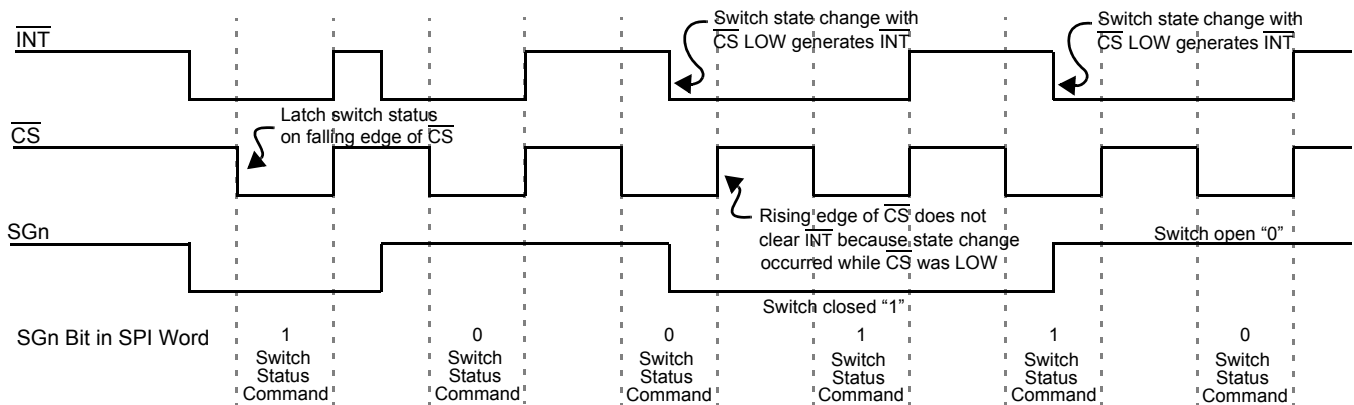 Switch state change with
CS LOW generates INT
Switch state change with
CS LOW generates INT
INT
Latch switch status
on falling edge of CS
CS
Rising edge of CS does not
clear INT because state change
occurred while CS was LOW
SGn
Switch open “0”
Switch closed “1”
SGn Bit in SPI Word
1
Switch
Status
Command
0
Switch
Status
Command
0
Switch
Status
Command
1
Switch
Status
Command
1
Switch
Status
Command
0
Switch
Status
Command